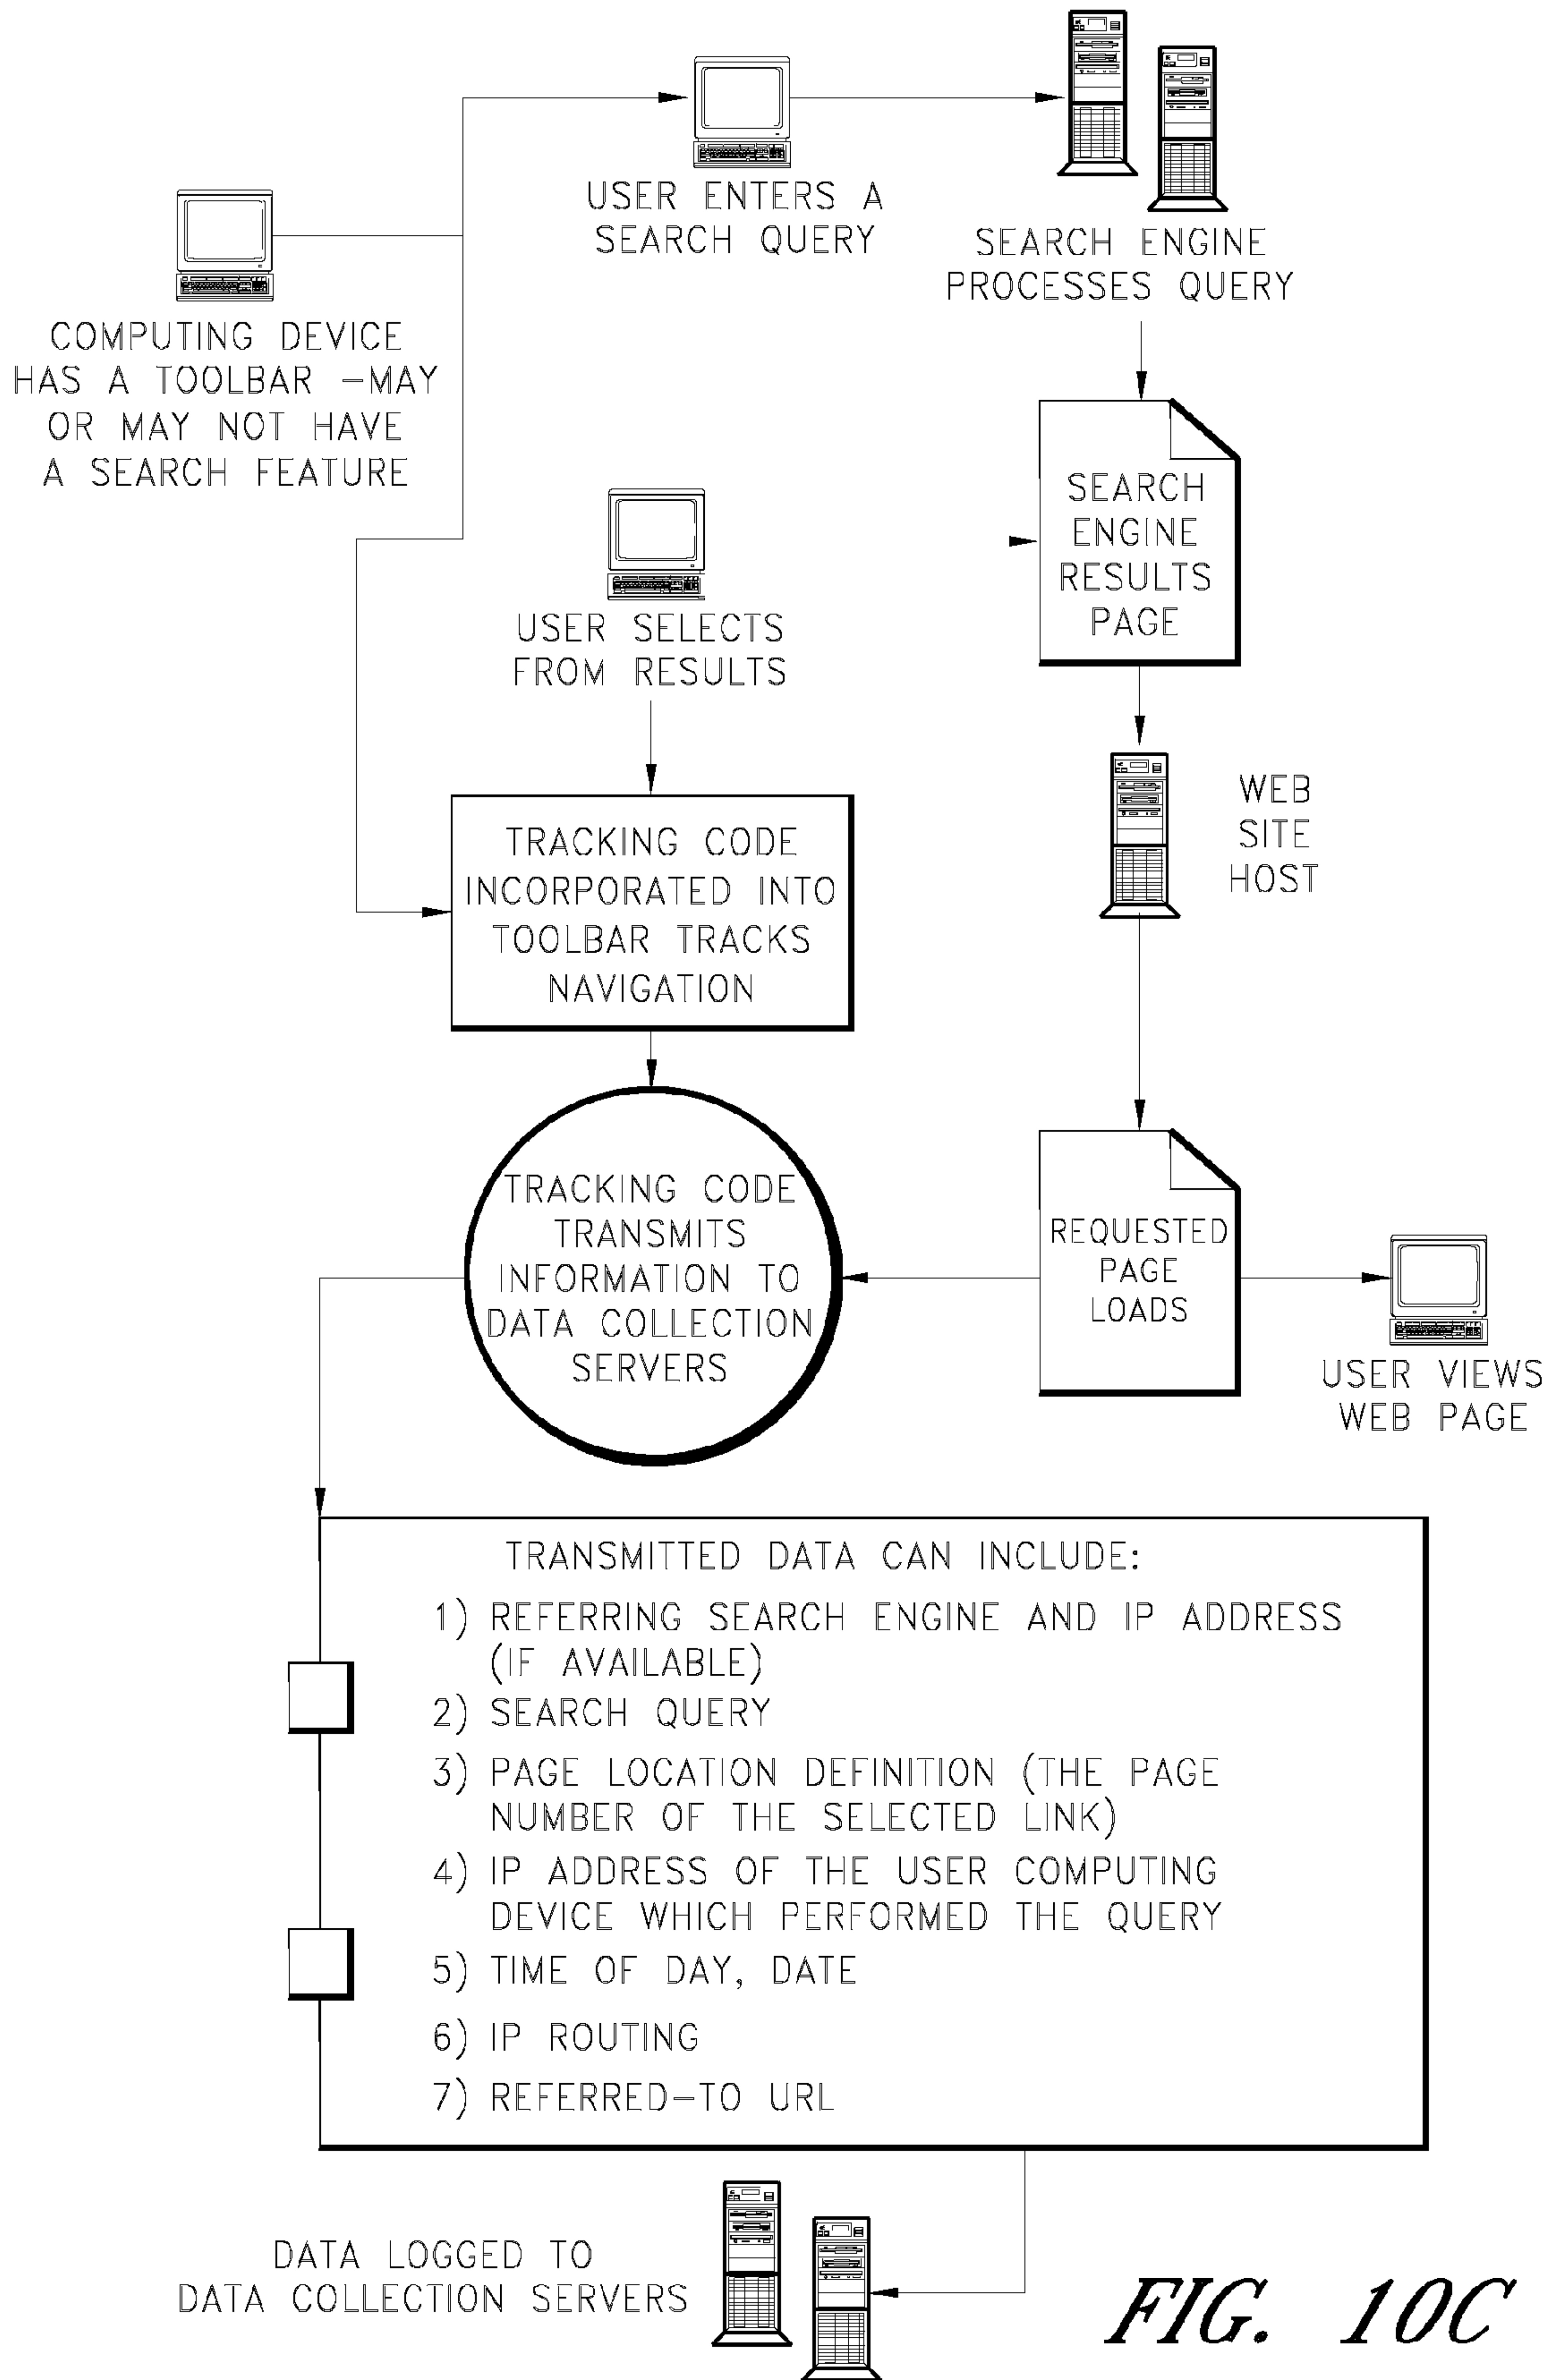 USER ENTERS A
SEARCH QUERY
SEARCH ENGINE
PROCESSES QUERY
COMPUTING DEVICE
HAS A TOOLBAR –MAY
OR MAY NOT HAVE
A SEARCH FEATURE
SEARCH
ENGINE
RESULTS
PAGE
USER SELECTS
FROM RESULTS
WEB
SITE
HOST
TRACKING CODE
INCORPORATED INTO
TOOLBAR TRACKS
NAVIGATION
TRACKING CODE
TRANSMITS
INFORMATION TO
DATA COLLECTION
SERVERS
REQUESTED
PAGE
LOADS
USER VIEWS
WEB PAGE
TRANSMITTED DATA CAN INCLUDE:
1) REFERRING SEARCH ENGINE AND IP ADDRESS
(IF AVAILABLE)
2) SEARCH QUERY
3) PAGE LOCATION DEFINITION (THE PAGE
NUMBER OF THE SELECTED LINK)
4) IP ADDRESS OF THE USER COMPUTING
DEVICE WHICH PERFORMED THE QUERY
5) TIME OF DAY, DATE
6) IP ROUTING
7) REFERRED–TO URL
DATA LOGGED TO
DATA COLLECTION SERVERS
FIG. 10C